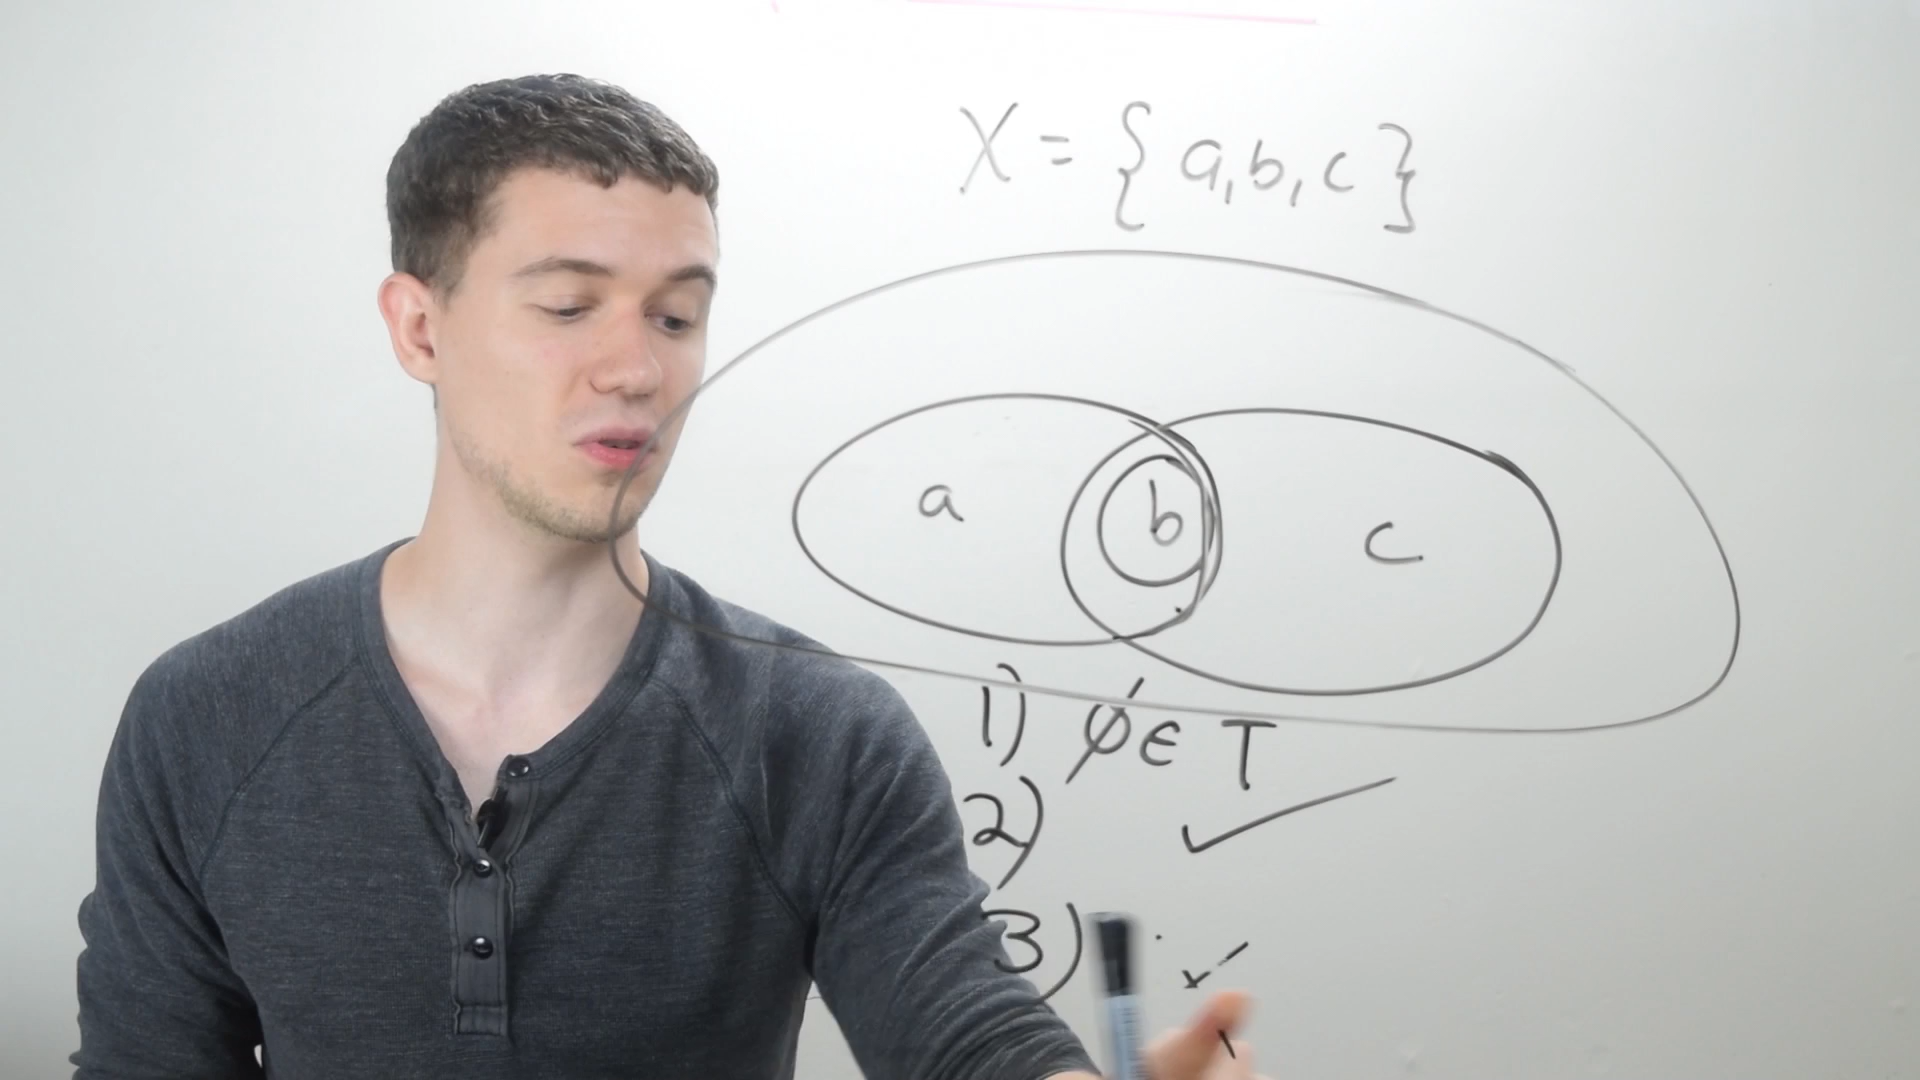 X = { a, b, c }
a b c
1) ϕ ∈ T
2) ✓
3) ✓